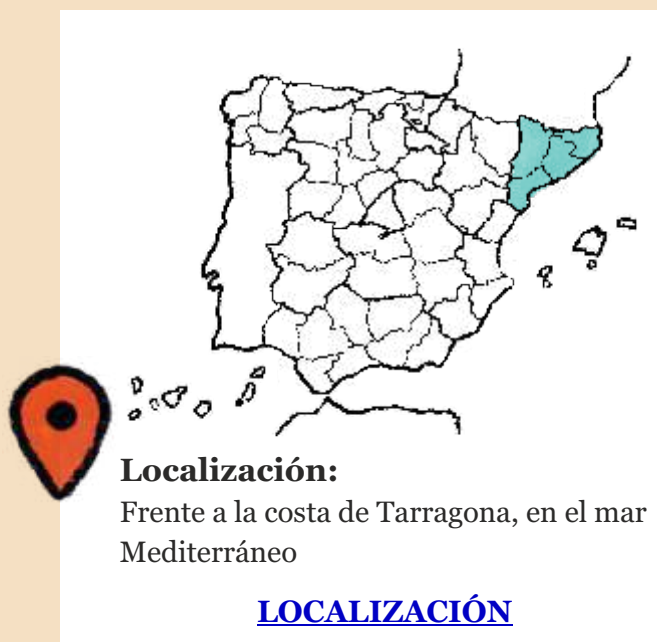 Localización:
Frente a la costa de Tarragona, en el mar
Mediterráneo
LOCALIZACIÓN